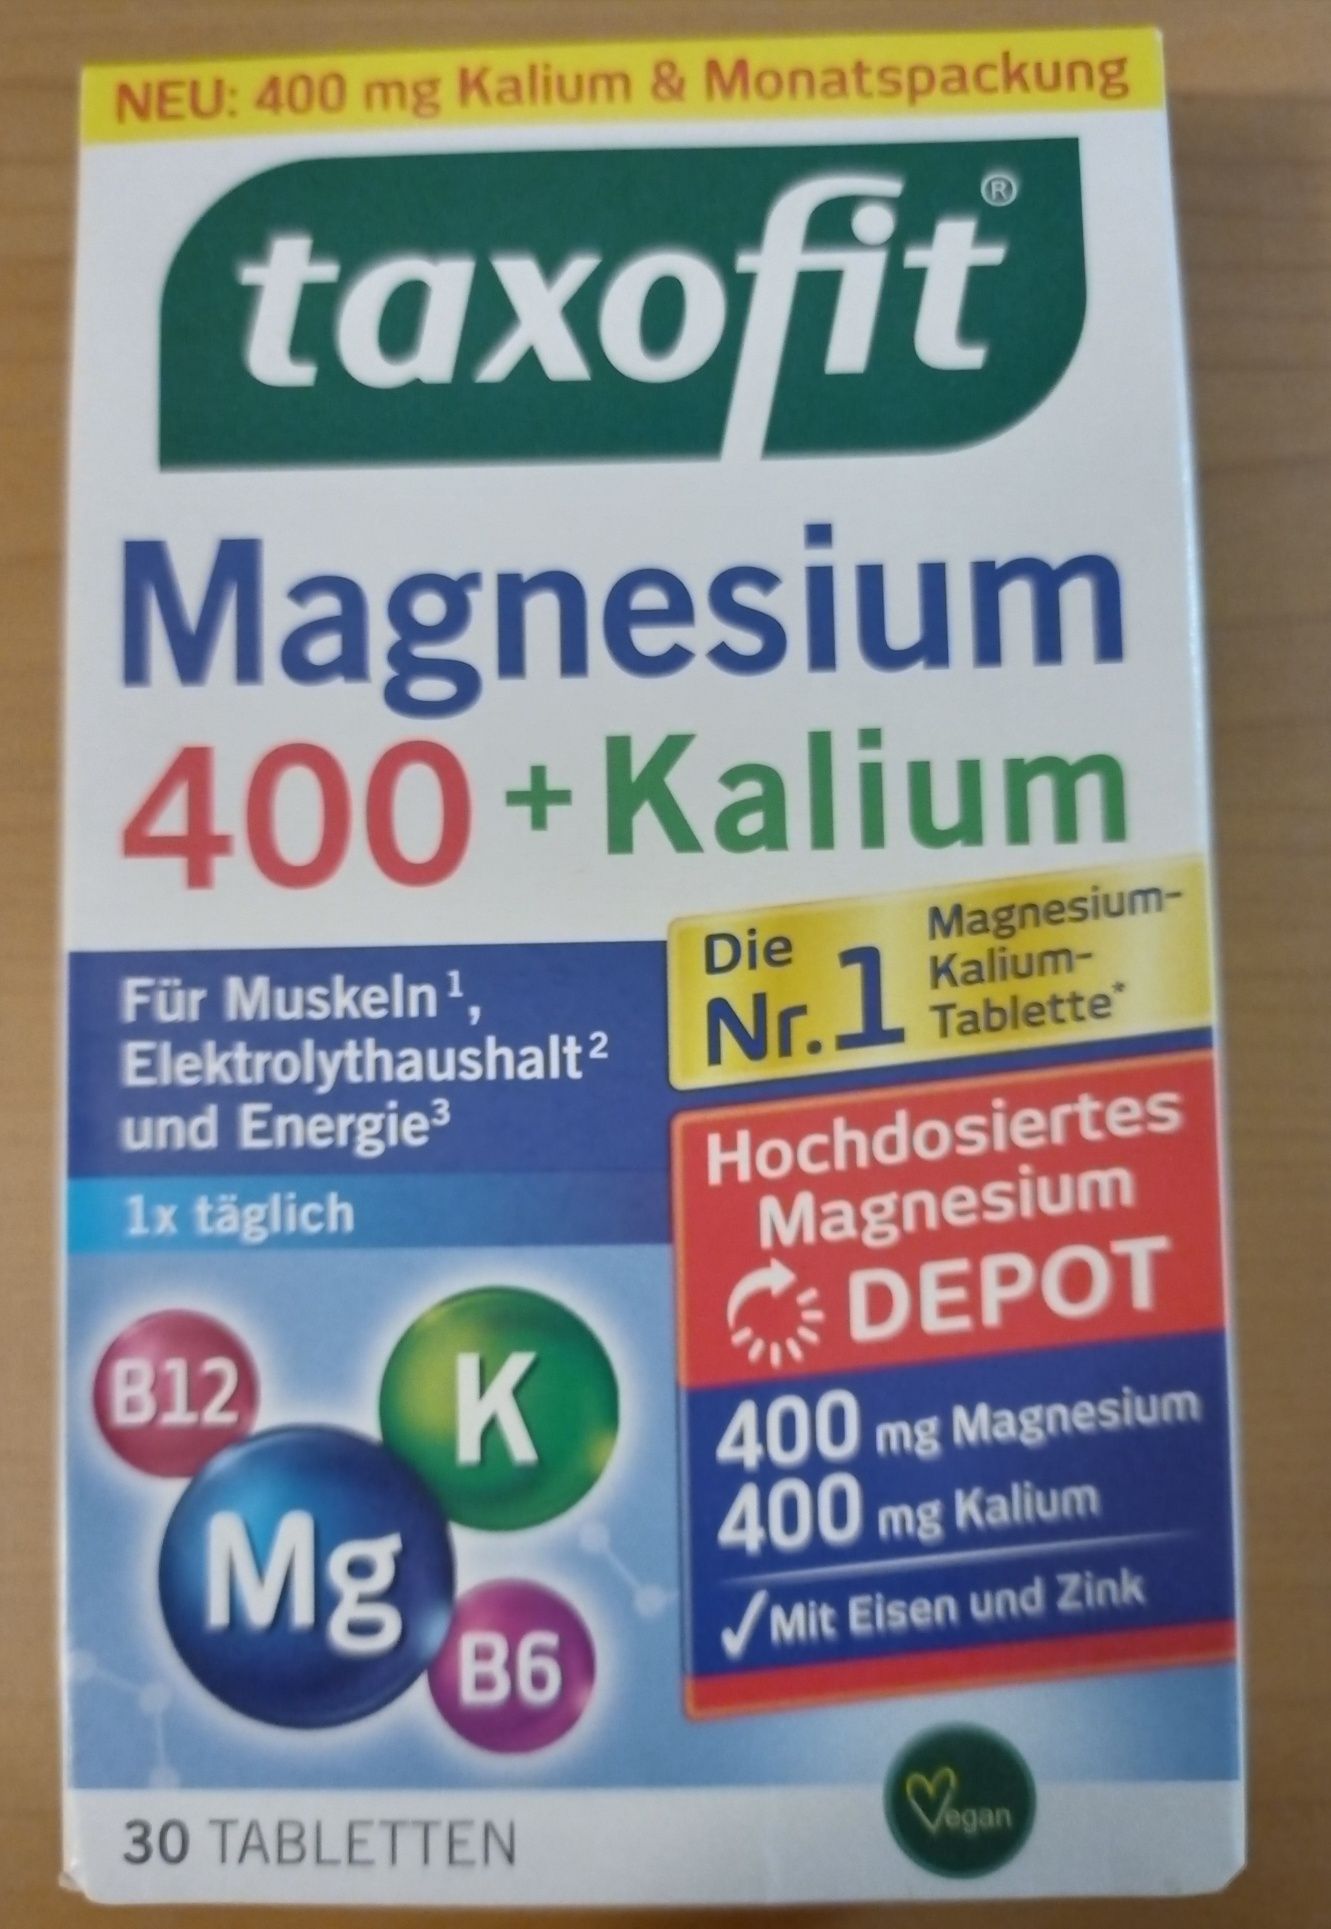 NEU: 400 mg Kalium & Monatspackung
taxofit®
Magnesium
400 + Kalium
Die Nr. 1 Magnesium-
Kalium-
Tablette*
Für Muskeln¹,
Elektrolythaushalt²
und Energie³
1x täglich
Hochdosiertes
Magnesium
DEPOT
400 mg Magnesium
400 mg Kalium
✓Mit Eisen und Zink
B12
K
Mg
B6
Vegan
30 TABLETTEN